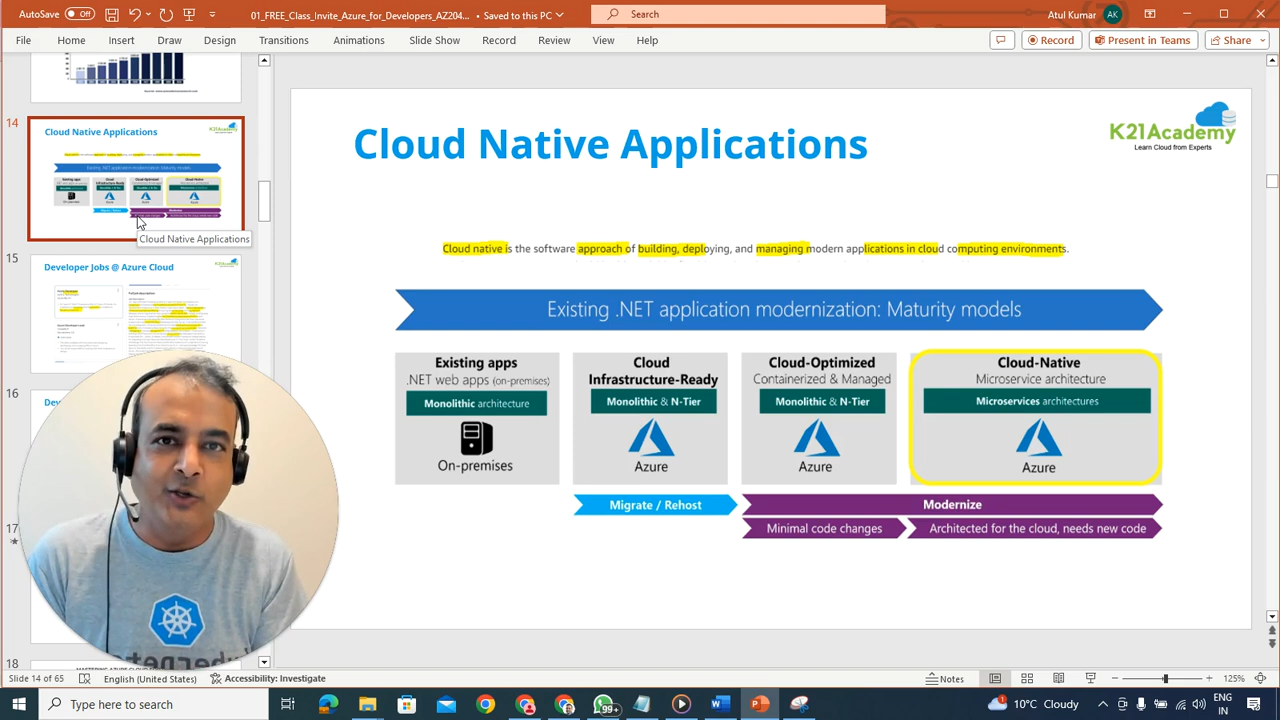 AutoSave Off 01_FREE_Class_Invite_Azure_for_Developers_AZ204... • Saved to this PC Search Atul Kumar AK
File Home Insert Draw Design Slide Show Transitions Animations Slide Show Record Review View Help Record Present in Teams Share
14
Cloud Native Applications
Cloud Native Applications
15
Developer Jobs @ Azure Cloud
16
17
18
K21Academy
Learn Cloud from Experts
Cloud Native Applications
Cloud native is the software approach of building, deploying, and managing modern applications in cloud computing environments.
Existing .NET application modernization. Maturity models
Existing apps
.NET web apps (on-premises)
Monolithic architecture
On-premises
Cloud
Infrastructure-Ready
Monolithic & N-Tier
Azure
Cloud-Optimized
Containerized & Managed
Monolithic & N-Tier
Azure
Cloud-Native
Microservice architecture
Microservices architectures
Azure
Migrate / Rehost
Modernize
Minimal code changes
Architected for the cloud, needs new code
Slide 14 of 65 English (United States) Accessibility: Investigate Notes 125%
Type here to search 99+ 10°C Cloudy ENG
IN